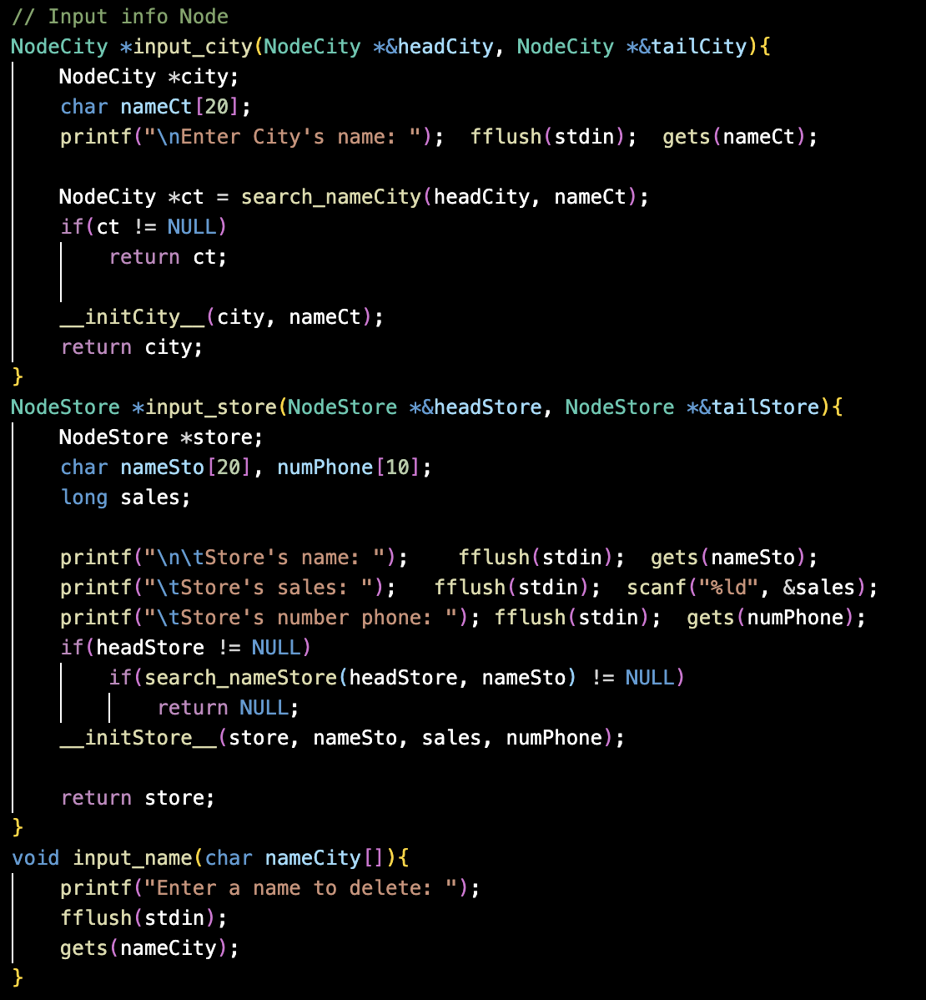 // Input info Node
NodeCity *input_city(NodeCity *&headCity, NodeCity *&tailCity){
    NodeCity *city;
    char nameCt[20];
    printf("\nEnter City's name: ");  fflush(stdin);  gets(nameCt);

    NodeCity *ct = search_nameCity(headCity, nameCt);
    if(ct != NULL)
        return ct;

    __initCity__(city, nameCt);
    return city;
}
NodeStore *input_store(NodeStore *&headStore, NodeStore *&tailStore){
    NodeStore *store;
    char nameSto[20], numPhone[10];
    long sales;

    printf("\n\tStore's name: ");    fflush(stdin);  gets(nameSto);
    printf("\tStore's sales: ");   fflush(stdin);  scanf("%ld", &sales);
    printf("\tStore's number phone: "); fflush(stdin);  gets(numPhone);
    if(headStore != NULL)
        if(search_nameStore(headStore, nameSto) != NULL)
            return NULL;
    __initStore__(store, nameSto, sales, numPhone);

    return store;
}
void input_name(char nameCity[]){
    printf("Enter a name to delete: ");
    fflush(stdin);
    gets(nameCity);
}